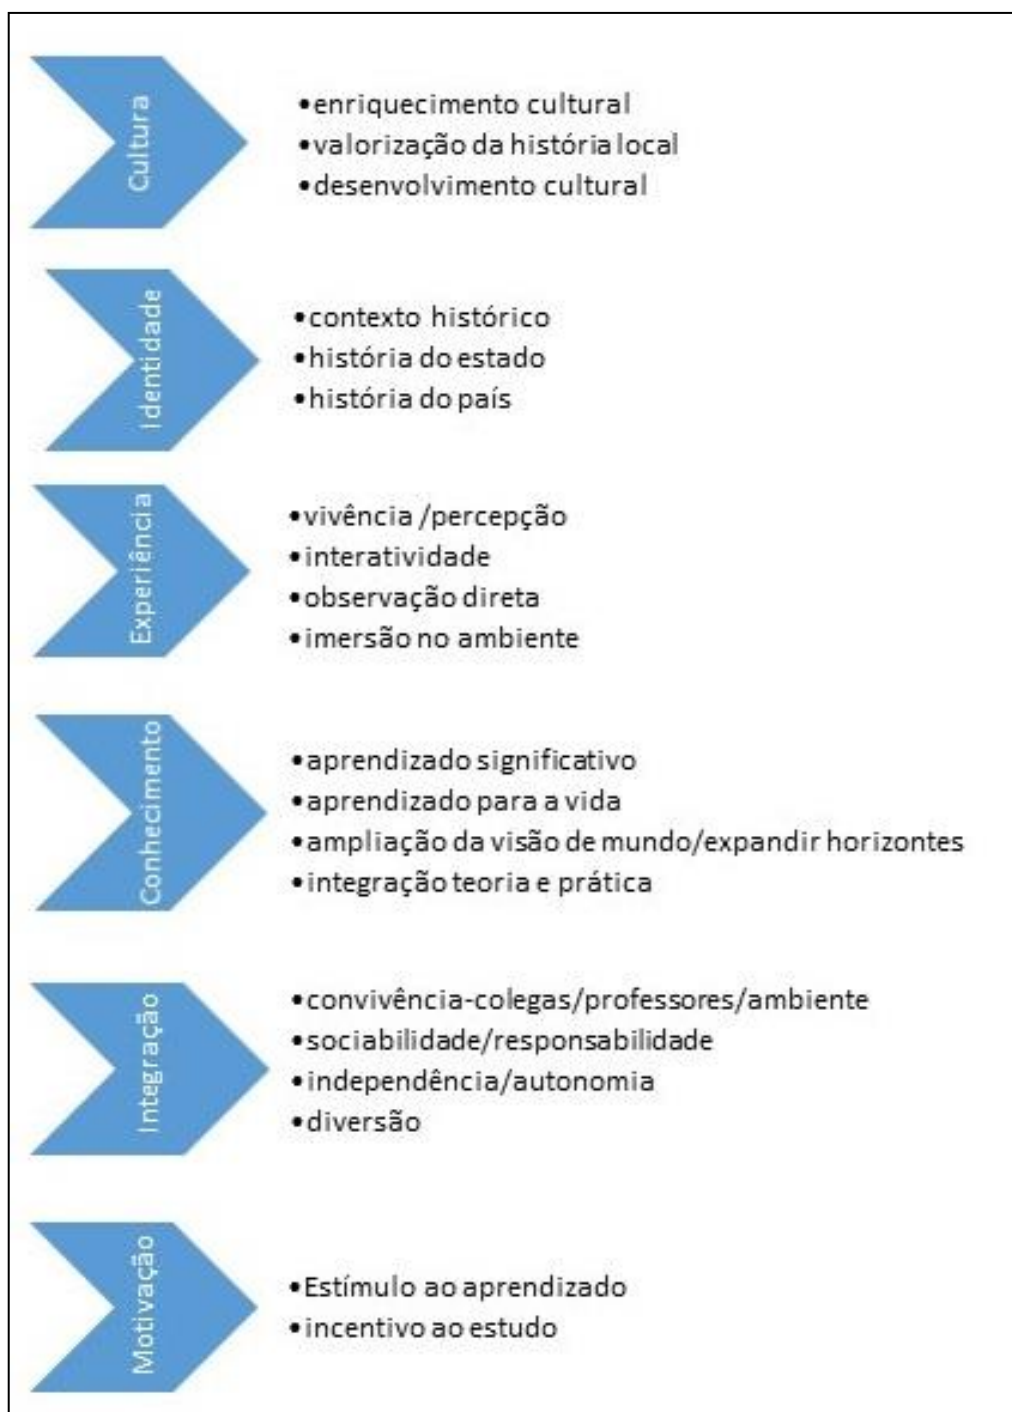 Cultura
•enriquecimento cultural
•valorização da história local
•desenvolvimento cultural
Identidade
•contexto histórico
•história do estado
•história do país
Experiência
•vivência /percepção
•interatividade
•observação direta
•imersão no ambiente
Conhecimento
•aprendizado significativo
•aprendizado para a vida
•ampliação da visão de mundo/expandir horizontes
•integração teoria e prática
Integração
•convivência-colegas/professores/ambiente
•sociabilidade/responsabilidade
•independência/autonomia
•diversão
Motivação
•Estímulo ao aprendizado
•incentivo ao estudo